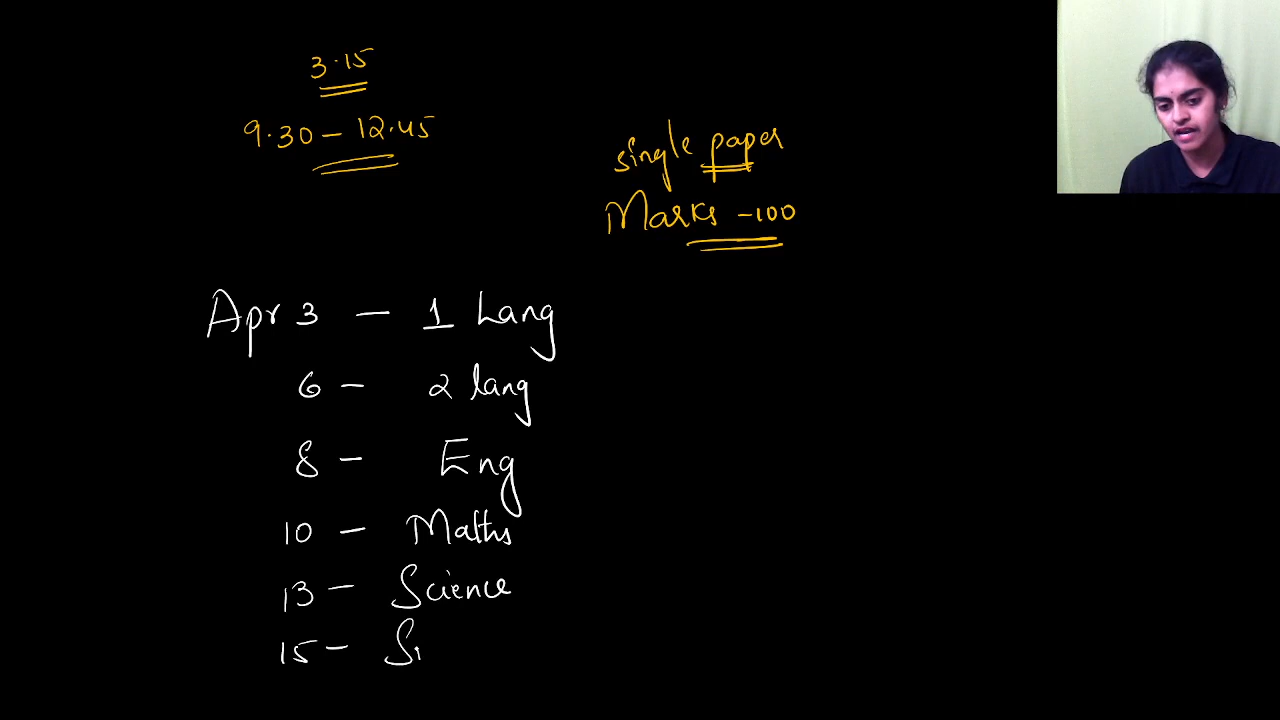 3.15
9.30 - 12.45
single paper
Marks - 100
Apr 3 - 1 Lang
6 - 2 lang
8 - Eng
10 - Maths
13 - Science
15 - S